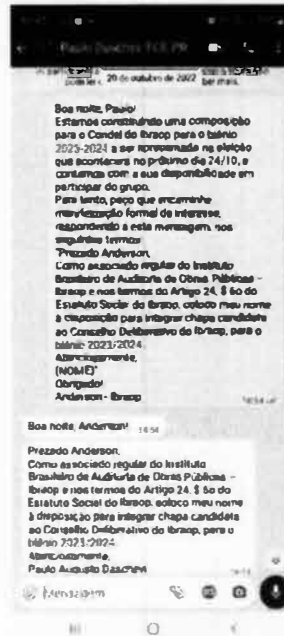 Paulo
20 de outubro de 2022
Boa noite, Paulo!
Estamos constituindo uma composição
para o Condel do Ibraop para o biênio
2023-2024 a ser apresentada na eleição
que acontecerá no próximo dia 24/10, e
contamos com a sua disponibilidade em
participar do grupo.
Para tanto, peço que encaminhe
manifestação formal de interesse,
respondendo a esta mensagem, nos
seguintes termos
"Prezado Anderson,
Como associado regular do Instituto
Brasileiro de Auditoria de Obras Públicas –
Ibraop e nos termos do Artigo 24, § 6o do
Estatuto Social do Ibraop, coloco meu nome
à disposição para integrar chapa candidata
ao Conselho Deliberativo do Ibraop, para o
biênio 2023/2024.
Atenciosamente,
(NOME)"
Obrigado!
Anderson - Ibraop
Boa noite, Anderson!
Prezado Anderson,
Como associado regular do Instituto
Brasileiro de Auditoria de Obras Públicas –
Ibraop e nos termos do Artigo 24, § 6o do
Estatuto Social do Ibraop, coloco meu nome
à disposição para integrar chapa candidata
ao Conselho Deliberativo do Ibraop, para o
biênio 2023/2024.
Atenciosamente,
Paulo Augusto Daschevi
Mensagem